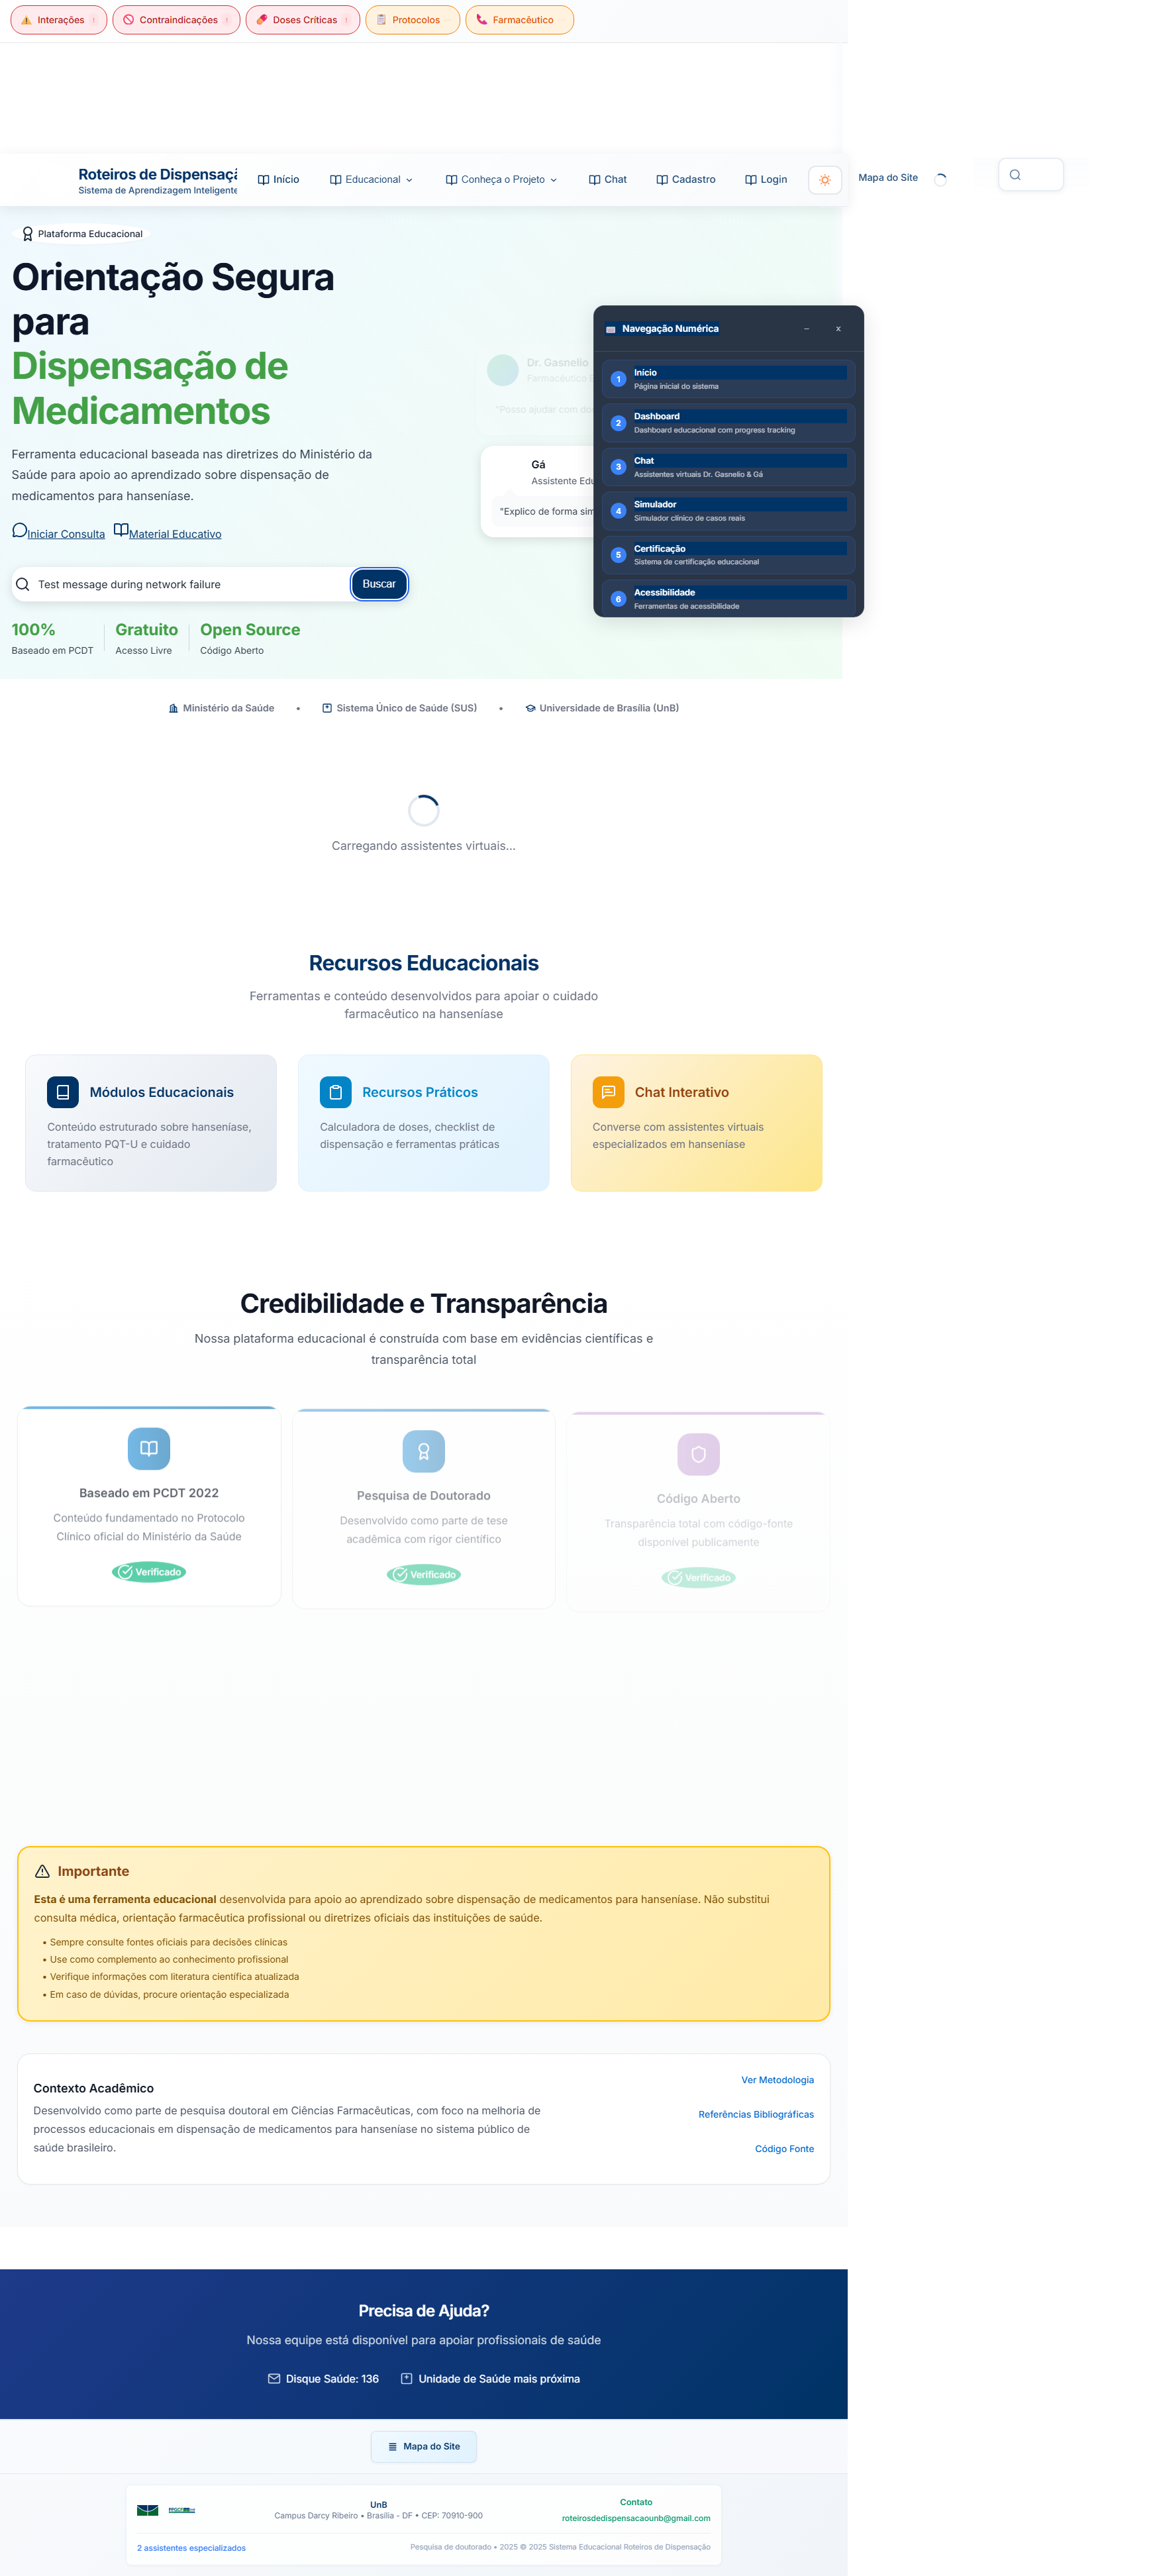 Interações !
Contraindicações !
Doses Críticas !
Protocolos
Farmacêutico
Roteiros de Dispensaçã
Sistema de Aprendizagem Inteligente
Início
Educacional
Conheça o Projeto
Chat
Cadastro
Login
Mapa do Site
Plataforma Educacional
Orientação Segura
para
Dispensação de
Medicamentos
Ferramenta educacional baseada nas diretrizes do Ministério da
Saúde para apoio ao aprendizado sobre dispensação de
medicamentos para hanseníase.
Iniciar Consulta
Material Educativo
Test message during network failure
Buscar
100%
Baseado em PCDT
Gratuito
Acesso Livre
Open Source
Código Aberto
Dr. Gasnelio
Farmacêutico
"Posso ajudar com
Gá
Assistente Edu
"Explico de forma sim
Navegação Numérica
– x
1
Início
Página inicial do sistema
2
Dashboard
Dashboard educacional com progress tracking
3
Chat
Assistentes virtuais Dr. Gasnelio & Gá
4
Simulador
Simulador clínico de casos reais
5
Certificação
Sistema de certificação educacional
6
Acessibilidade
Ferramentas de acessibilidade
Ministério da Saúde • Sistema Único de Saúde (SUS) • Universidade de Brasília (UnB)
Carregando assistentes virtuais...
Recursos Educacionais
Ferramentas e conteúdo desenvolvidos para apoiar o cuidado
farmacêutico na hanseníase
Módulos Educacionais
Conteúdo estruturado sobre hanseníase,
tratamento PQT-U e cuidado
farmacêutico
Recursos Práticos
Calculadora de doses, checklist de
dispensação e ferramentas práticas
Chat Interativo
Converse com assistentes virtuais
especializados em hanseníase
Credibilidade e Transparência
Nossa plataforma educacional é construída com base em evidências científicas e
transparência total
Baseado em PCDT 2022
Conteúdo fundamentado no Protocolo
Clínico oficial do Ministério da Saúde
Verificado
Pesquisa de Doutorado
Desenvolvido como parte de tese
acadêmica com rigor científico
Verificado
Código Aberto
Transparência total com código-fonte
disponível publicamente
Verificado
Importante
Esta é uma ferramenta educacional desenvolvida para apoio ao aprendizado sobre dispensação de medicamentos para hanseníase. Não substitui
consulta médica, orientação farmacêutica profissional ou diretrizes oficiais das instituições de saúde.
• Sempre consulte fontes oficiais para decisões clínicas
• Use como complemento ao conhecimento profissional
• Verifique informações com literatura científica atualizada
• Em caso de dúvidas, procure orientação especializada
Contexto Acadêmico
Desenvolvido como parte de pesquisa doutoral em Ciências Farmacêuticas, com foco na melhoria de
processos educacionais em dispensação de medicamentos para hanseníase no sistema público de
saúde brasileiro.
Ver Metodologia
Referências Bibliográficas
Código Fonte
Precisa de Ajuda?
Nossa equipe está disponível para apoiar profissionais de saúde
Disque Saúde: 136
Unidade de Saúde mais próxima
Mapa do Site
UnB
Campus Darcy Ribeiro • Brasília - DF • CEP: 70910-900
Contato
roteirosdedispensacaounb@gmail.com
2 assistentes especializados
Pesquisa de doutorado • 2025 © 2025 Sistema Educacional Roteiros de Dispensação